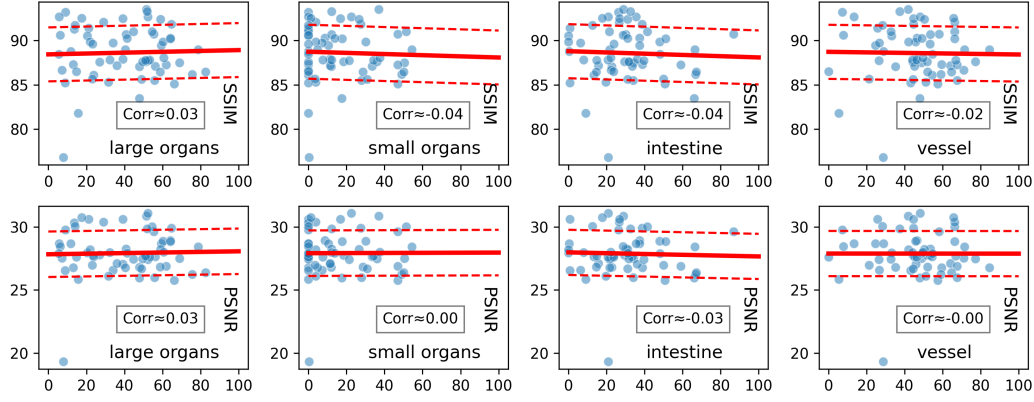 90
85
80
SSIM
Corr≈0.03
large organs
0 20 40 60 80 100
90
85
80
SSIM
Corr≈-0.04
small organs
0 20 40 60 80 100
90
85
80
SSIM
Corr≈-0.04
intestine
0 20 40 60 80 100
90
85
80
SSIM
Corr≈-0.02
vessel
0 20 40 60 80 100
30
25
20
PSNR
Corr≈0.03
large organs
0 20 40 60 80 100
30
25
20
PSNR
Corr≈0.00
small organs
0 20 40 60 80 100
30
25
20
PSNR
Corr≈-0.03
intestine
0 20 40 60 80 100
30
25
20
PSNR
Corr≈-0.00
vessel
0 20 40 60 80 100